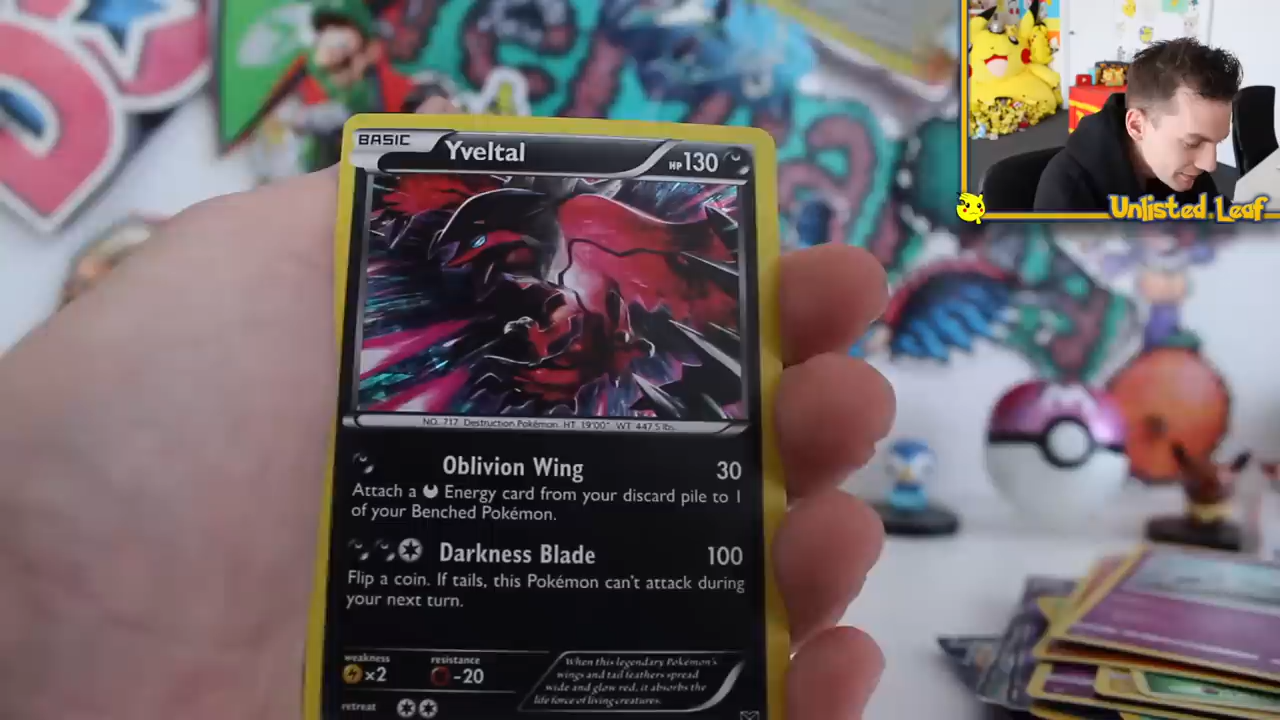 BASIC
Yveltal
HP 130
NO. 717 Destruction Pokémon HT. 19'00" WT. 447.5 lbs.
Oblivion Wing 30
Attach a Energy card from your discard pile to 1
of your Benched Pokémon.
Darkness Blade 100
Flip a coin. If tails, this Pokémon can't attack during
your next turn.
weakness
×2
resistance
-20
retreat
When this legendary Pokémon's
wings and tail feathers spread
wide and glow red, it absorbs the
life force of living creatures.
Unlisted Leaf